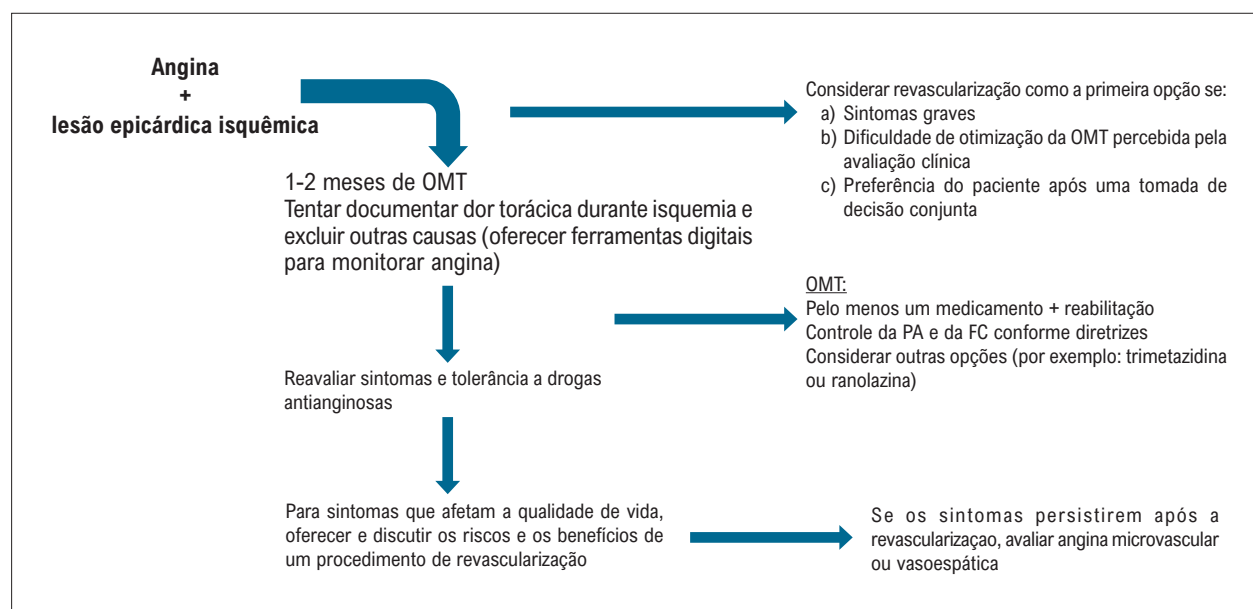 Angina
+
lesão epicárdica isquêmica
Considerar revascularização como a primeira opção se:
a) Sintomas graves
b) Dificuldade de otimização da OMT percebida pela
avaliação clínica
c) Preferência do paciente após uma tomada de
decisão conjunta
1-2 meses de OMT
Tentar documentar dor torácica durante isquemia e
excluir outras causas (oferecer ferramentas digitais
para monitorar angina)
OMT:
Pelo menos um medicamento + reabilitação
Controle da PA e da FC conforme diretrizes
Considerar outras opções (por exemplo: trimetazidina
ou ranolazina)
Reavaliar sintomas e tolerância a drogas
antianginosas
Para sintomas que afetam a qualidade de vida,
oferecer e discutir os riscos e os benefícios de
um procedimento de revascularização
Se os sintomas persistirem após a
revascularizaçao, avaliar angina microvascular
ou vasoespática